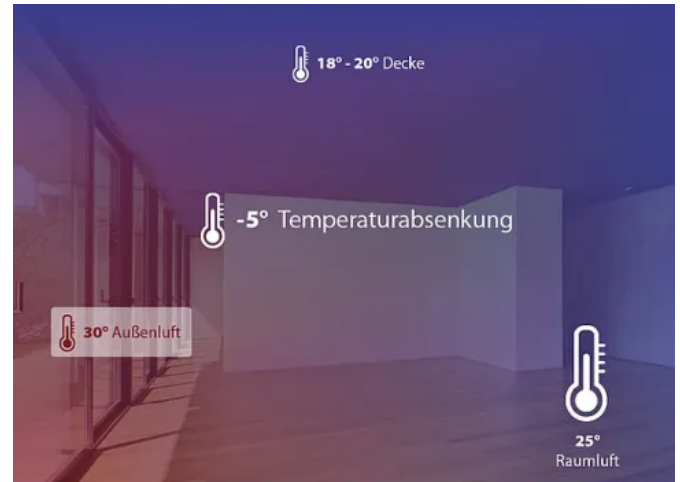 18° - 20° Decke
-5° Temperaturabsenkung
30° Außenluft
25°
Raumluft